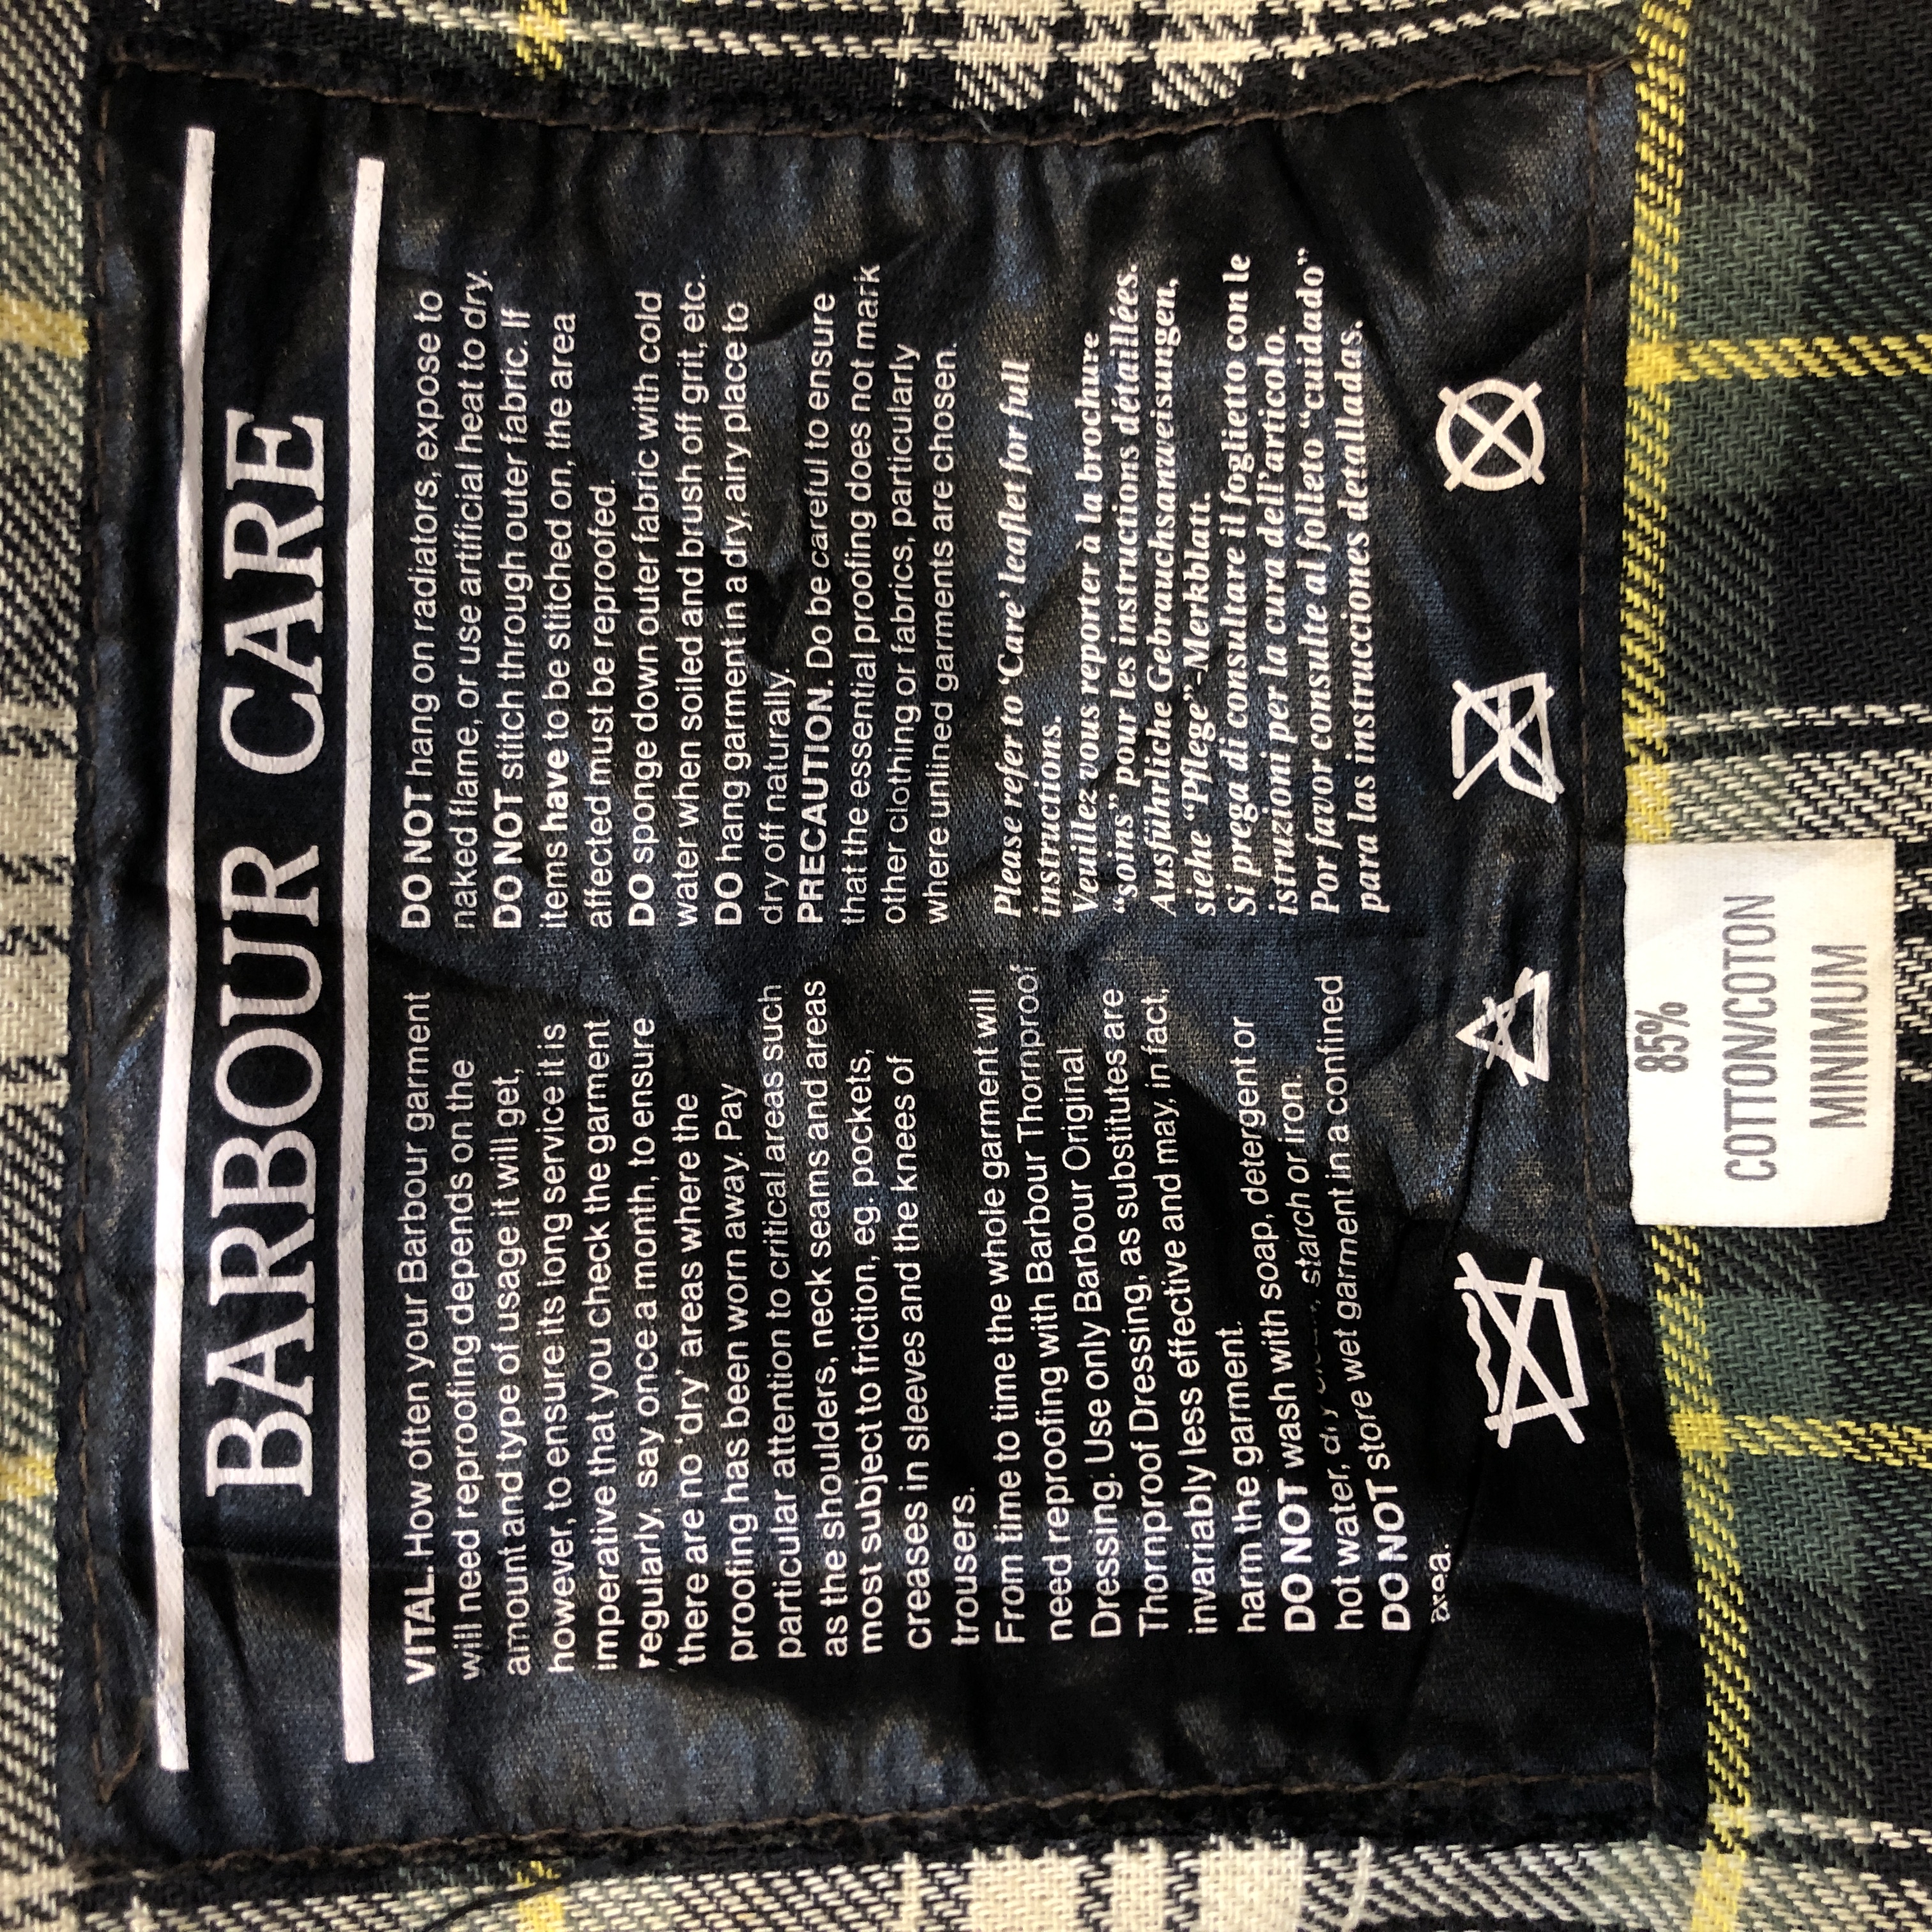 BARBOUR CARE
VITAL. How often your Barbour garment
will need reproofing depends on the
amount and type of usage it will get,
however, to ensure its long service it is
imperative that you check the garment
regularly, say once a month, to ensure
there are no 'dry' areas where the
proofing has been worn away. Pay
particular attention to critical areas such
as the shoulders, neck seams and areas
most subject to friction, eg. pockets,
creases in sleeves and the knees of
trousers.
From time to time the whole garment will
need reproofing with Barbour Thornproof
Dressing. Use only Barbour Original
Thornproof Dressing, as substitutes are
invariably less effective and may, in fact,
harm the garment.
DO NOT wash with soap, detergent or
hot water, starch or iron.
DO NOT store wet garment in a confined
area.
DO NOT hang on radiators, expose to
naked flame, or use artificial heat to dry.
DO NOT stitch through outer fabric. If
items have to be stitched on, the area
affected must be reproofed.
DO sponge down outer fabric with cold
water when soiled and brush off grit, etc.
DO hang garment in a dry, airy place to
dry off naturally.
PRECAUTION. Do be careful to ensure
that the essential proofing does not mark
other clothing or fabrics, particularly
where unlined garments are chosen.
Please refer to 'Care' leaflet for full
instructions.
Veuillez vous reporter à la brochure
"soins" pour les instructions détaillées.
Ausführliche Gebrauchsanweisungen,
siehe "Pflege"-Merkblatt.
Si prega di consultare il foglietto con le
istruzioni per la cura dell'articolo.
Por favor consulte al folleto "cuidado"
para las instrucciones detalladas.
85%
COTTON/COTON
MINIMUM